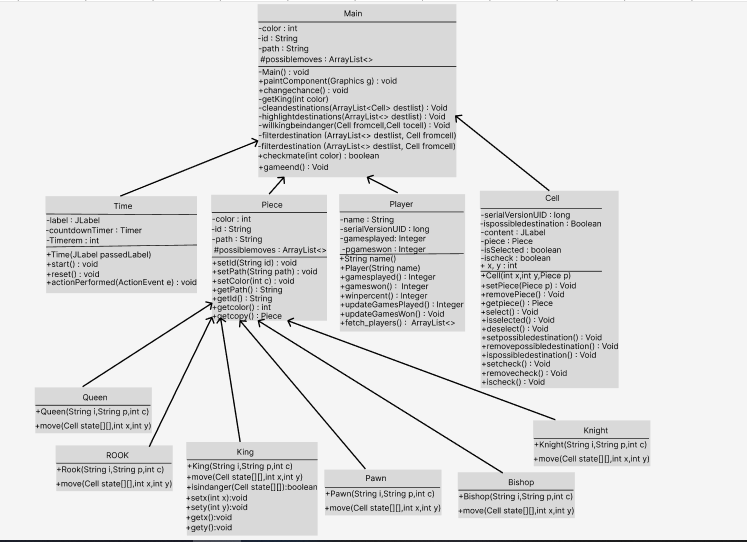 Main
-color : int
-id : String
-path : String
#possiblemoves : ArrayList<>
-Main() : void
+paintComponent(Graphics g) : void
+changechance() : void
-getKing(int color)
-cleandestinations(ArrayList<Cell> destlist) : Void
-highlightdestinations(ArrayList<> destlist) : Void
-willkingbeindanger(Cell fromcell,Cell tocell) : Void
-filterdestination (ArrayList<> destlist, Cell fromcell)
-filterdestination (ArrayList<> destlist, Cell fromcell)
+checkmate(int color) : boolean
+gameend() : Void
Time
-label : JLabel
-countdownTimer : Timer
-Timerem : int
+Time(JLabel passedLabel)
+start() : void
+reset() : void
+actionPerformed(ActionEvent e) : void
Piece
-color : int
-id : String
-path : String
#possiblemoves : ArrayList<>
+setId(String id) : void
+setPath(String path) : void
+setColor(int c) : void
+getPath() : String
+getId() : String
+getcolor() : int
+getcopy() : Piece
Player
-name : String
-serialVersionUID : long
-gamesplayed : Integer
-pgameswon : Integer
+String name()
+Player(String name)
+gamesplayed() : Integer
+gameswon() : Integer
+winpercent() : Integer
+updateGamesPlayed() : Integer
+updateGamesWon() : Void
+fetch_players() : ArrayList<>
Cell
-serialVersionUID : long
-ispossibledestination : Boolean
-content : JLabel
-piece : Piece
-isSelected : boolean
-ischeck : boolean
+ x, y : int
+Cell(int x,int y,Piece p)
+setPiece(Piece p) : Void
+removePiece() : Void
+getpiece() : Piece
+select() : Void
+isselected() : Void
+deselect() : Void
+setpossibledestination() : Void
+removepossibledestination() : Void
+ispossibledestination() : Void
+setcheck() : Void
+removecheck() : Void
+ischeck() : Void
Queen
+Queen(String i,String p,int c)
+move(Cell state[][],int x,int y)
ROOK
+Rook(String i,String p,int c)
+move(Cell state[][],int x,int y)
King
+King(String i,String p,int c)
+move(Cell state[][],int x,int y)
+isindanger(Cell state[][]):boolean
+setx(int x):void
+sety(int y):void
+getx():void
+gety():void
Pawn
+Pawn(String i,String p,int c)
+move(Cell state[][],int x,int y)
Bishop
+Bishop(String i,String p,int c)
+move(Cell state[][],int x,int y)
Knight
+Knight(String i,String p,int c)
+move(Cell state[][],int x,int y)